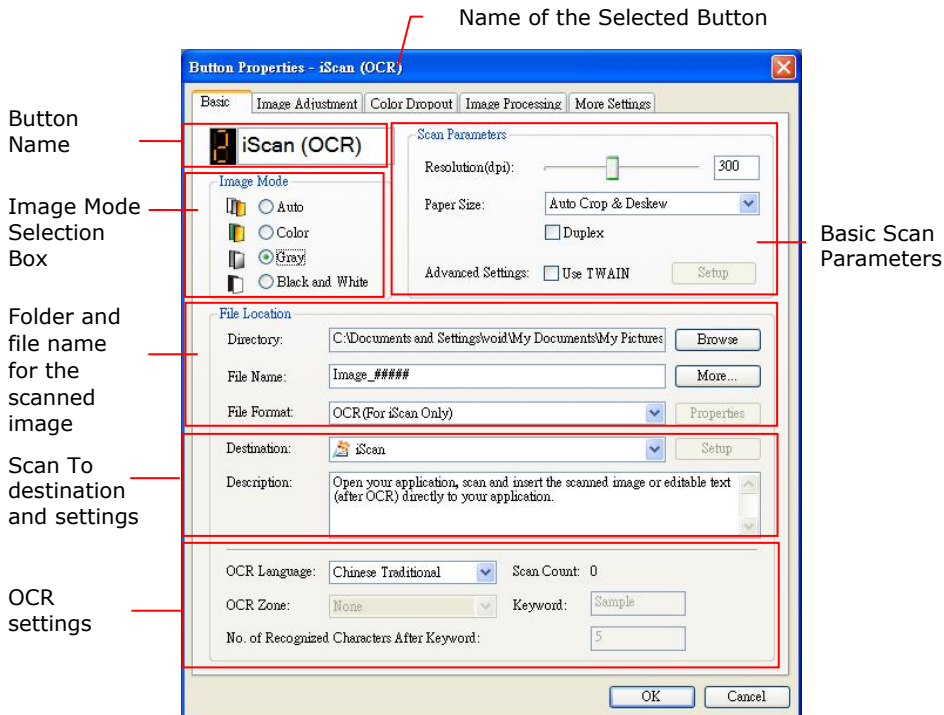 Name of the Selected Button
Button Properties - iScan (OCR)
Basic Image Adjustment Color Dropout Image Processing More Settings
Button
Name
2 iScan (OCR)
Image Mode
Selection
Box
Image Mode
Auto
Color
Gray
Black and White
Scan Parameters
Resolution(dpi): 300
Paper Size: Auto Crop & Deskew
Duplex
Advanced Settings: Use TWAIN Setup
Basic Scan
Parameters
Folder and
file name
for the
scanned
image
File Location
Directory: C:\Documents and Settings\void\My Documents\My Pictures Browse
File Name: Image_##### More...
File Format: OCR(For iScan Only) Properties
Scan To
destination
and settings
Destination: iScan Setup
Description: Open your application, scan and insert the scanned image or editable text
(after OCR) directly to your application.
OCR
settings
OCR Language: Chinese Traditional Scan Count: 0
OCR Zone: None Keyword: Sample
No. of Recognized Characters After Keyword: 5
OK Cancel